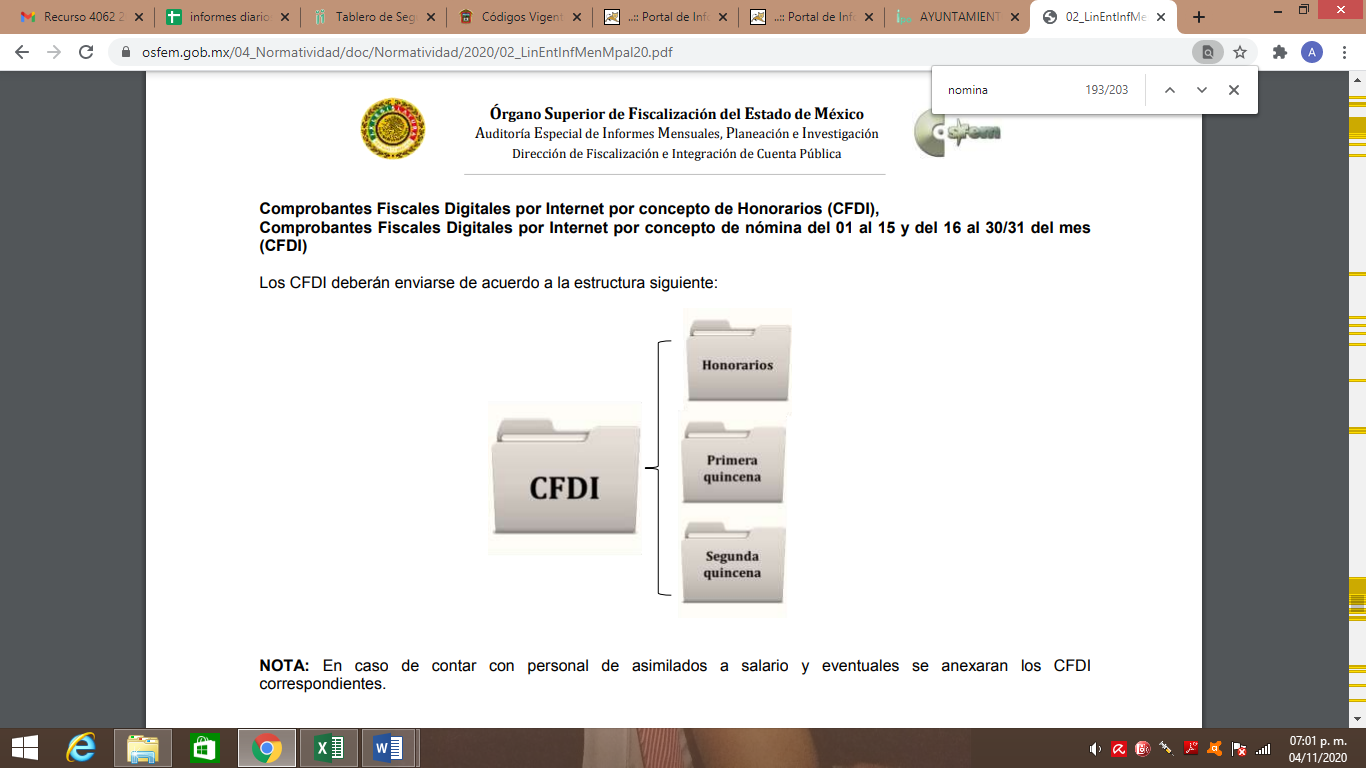 Recurso 4062 2
informes diario
Tablero de Seg
Códigos Vigent
..:: Portal de Info
..:: Portal de Info
AYUNTAMIENT
02_LinEntInfMe
osfem.gob.mx/04_Normatividad/doc/Normatividad/2020/02_LinEntInfMenMpal20.pdf
A
nomina 193/203
Órgano Superior de Fiscalización del Estado de México
Auditoría Especial de Informes Mensuales, Planeación e Investigación
Dirección de Fiscalización e Integración de Cuenta Pública
osfem
Comprobantes Fiscales Digitales por Internet por concepto de Honorarios (CFDI),
Comprobantes Fiscales Digitales por Internet por concepto de nómina del 01 al 15 y del 16 al 30/31 del mes
(CFDI)
Los CFDI deberán enviarse de acuerdo a la estructura siguiente:
Honorarios
CFDI
Primera
quincena
Segunda
quincena
NOTA: En caso de contar con personal de asimilados a salario y eventuales se anexaran los CFDI
correspondientes.
07:01 p. m.
04/11/2020